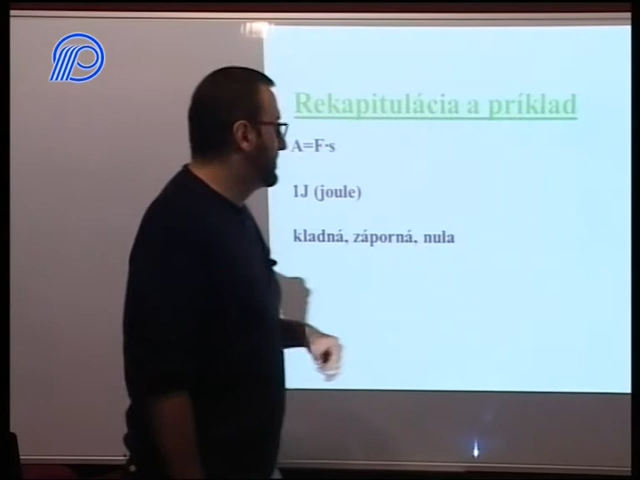 Rekapitulácia a príklad
A=F·s
1J (joule)
kladná, záporná, nula